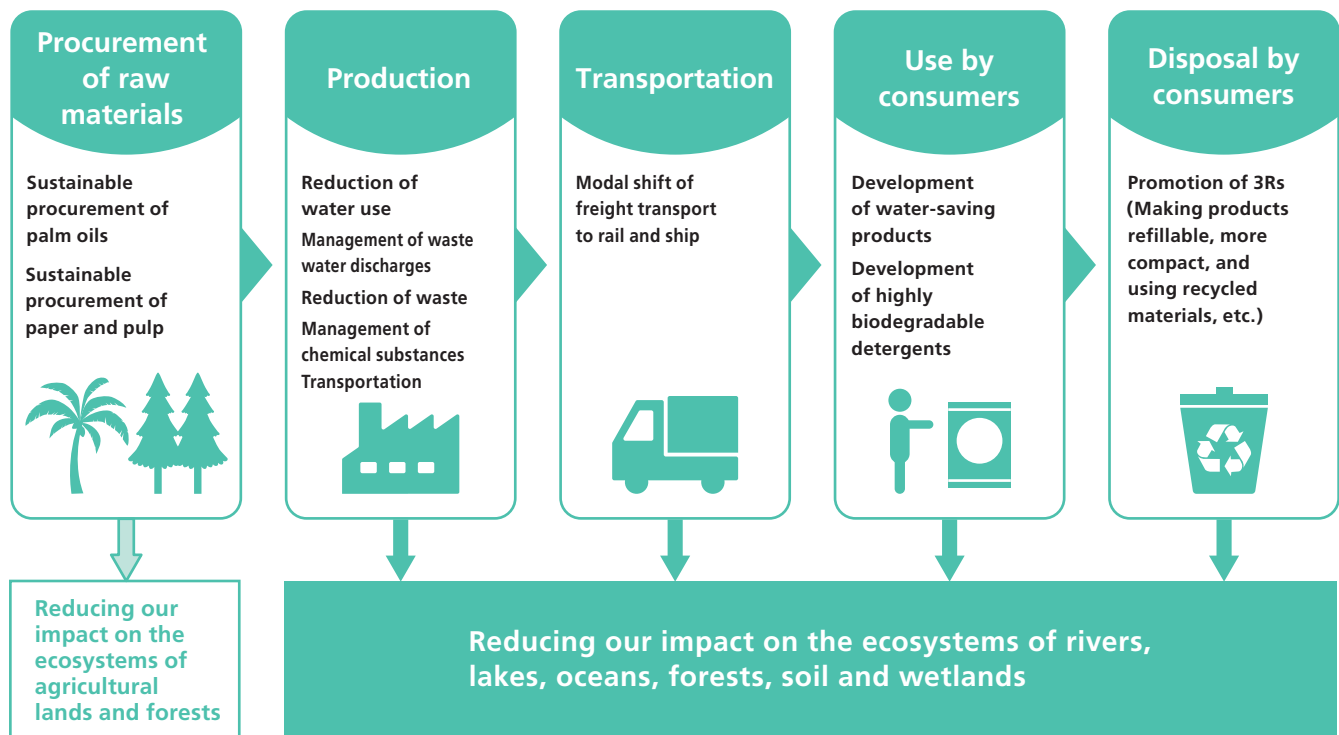 Procurement
of raw
materials
Sustainable
procurement of
palm oils
Sustainable
procurement of
paper and pulp
Production
Reduction of
water use
Management of waste
water discharges
Reduction of waste
Management of
chemical substances
Transportation
Transportation
Modal shift of
freight transport
to rail and ship
Use by
consumers
Development
of water-saving
products
Development
of highly
biodegradable
detergents
Disposal by
consumers
Promotion of 3Rs
(Making products
refillable, more
compact, and
using recycled
materials, etc.)
Reducing our
impact on the
ecosystems of
agricultural
lands and forests
Reducing our impact on the ecosystems of rivers,
lakes, oceans, forests, soil and wetlands